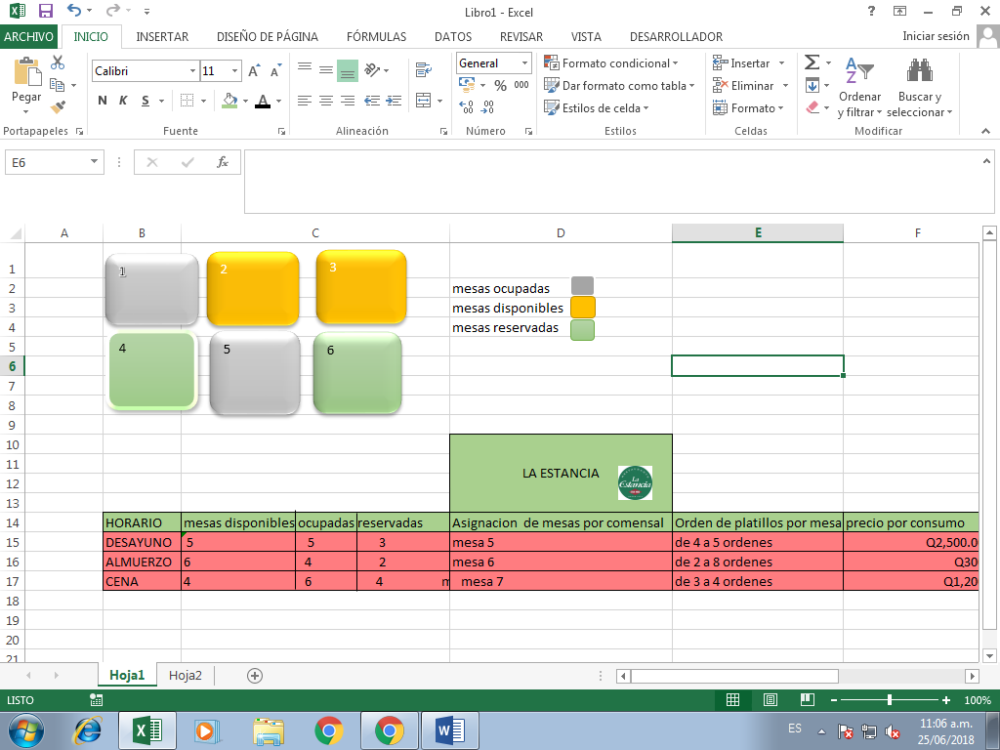 Libro1 - Excel
ARCHIVO INICIO INSERTAR DISEÑO DE PÁGINA FÓRMULAS DATOS REVISAR VISTA DESARROLLADOR Iniciar sesión
Calibri 11 General Formato condicional Insertar
Pegar Dar formato como tabla Eliminar Ordenar y filtrar Buscar y seleccionar
N K S % 000 Estilos de celda Formato
Portapapeles Fuente Alineación Número Estilos Celdas Modificar
E6 fx
A B C D E F
1 1 2 3
2 mesas ocupadas
3 mesas disponibles
4 mesas reservadas
5 4 5 6
6
7
8
9
10
11
12 LA ESTANCIA La Estancia
13
14 HORARIO mesas disponibles ocupadas reservadas Asignacion de mesas por comensal Orden de platillos por mesa precio por consumo
15 DESAYUNO 5 5 3 mesa 5 de 4 a 5 ordenes Q2,500.0
16 ALMUERZO 6 4 2 mesa 6 de 2 a 8 ordenes Q30
17 CENA 4 6 4 m mesa 7 de 3 a 4 ordenes Q1,20
18
19
20
21
Hoja1 Hoja2
LISTO 100%
ES 11:06 a.m.
25/06/2018